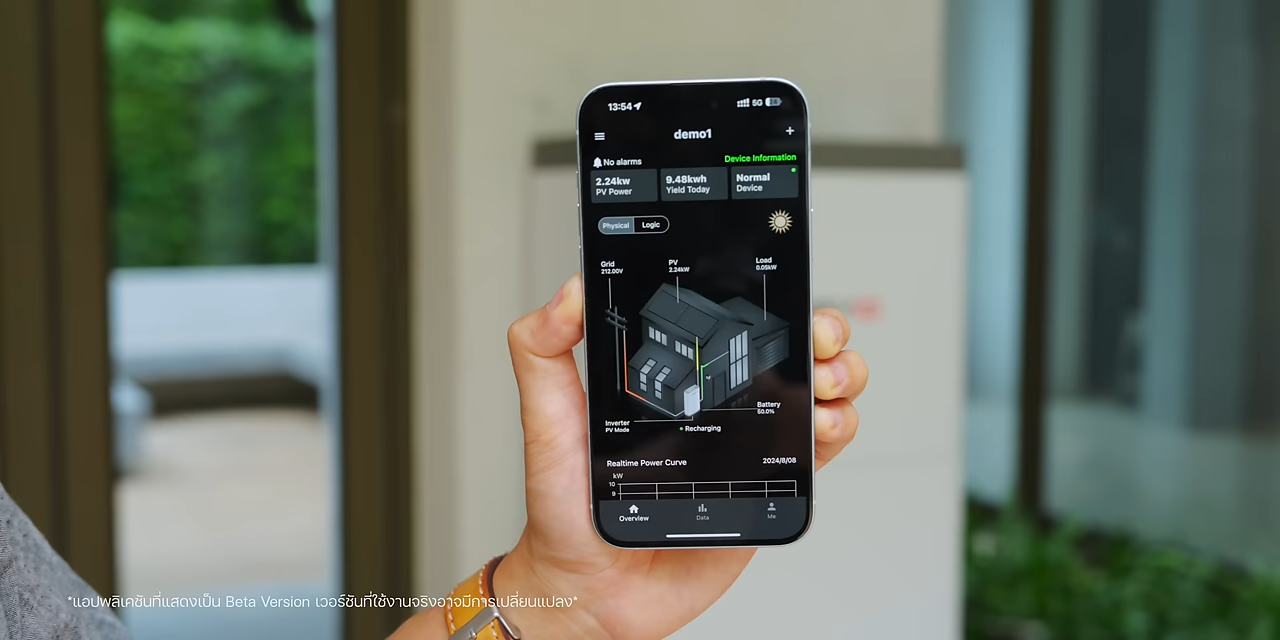 13:54 5G 24
demo1 +
No alarms Device Information
2.24kw 9.48kwh Normal
PV Power Yield Today Device
Physical Logic
Grid
212.00V
PV
2.24kW
Load
0.05kW
Battery
50.0%
Inverter
PV Mode
Recharging
Realtime Power Curve 2024/8/08
kW
10
9
Overview Data Me
*แอปพลิเคชันที่แสดงเป็น Beta Version เวอร์ชันที่ใช้งานจริงอาจมีการเปลี่ยนแปลง*